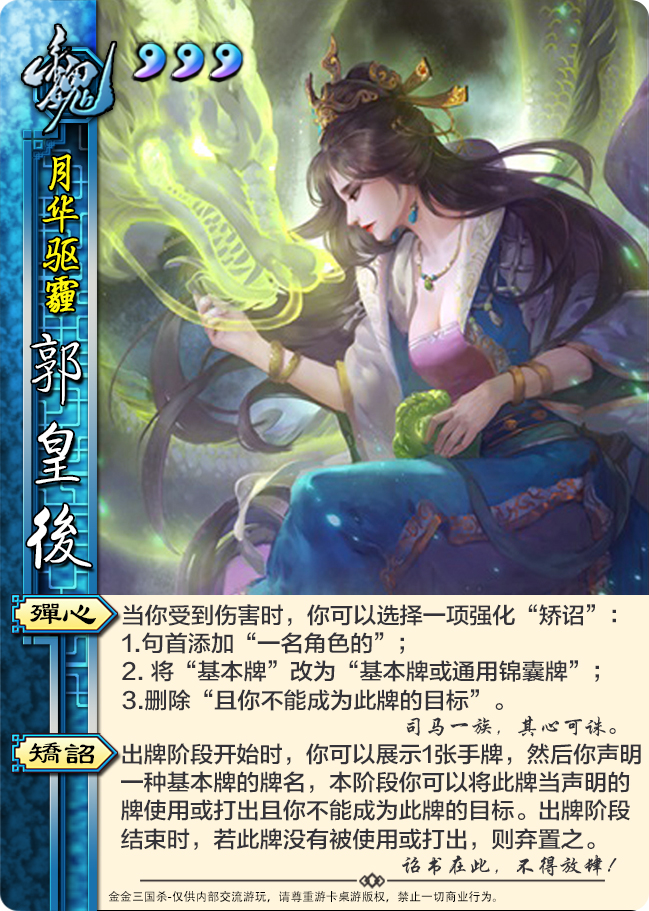 魏
月华驱霾
郭皇後
殫心
当你受到伤害时，你可以选择一项强化“矫诏”：
1.句首添加“一名角色的”；
2. 将“基本牌”改为“基本牌或通用锦囊牌”；
3.删除“且你不能成为此牌的目标”。
司马一族，其心可诛。
矯詔
出牌阶段开始时，你可以展示1张手牌，然后你声明
一种基本牌的牌名，本阶段你可以将此牌当声明的
牌使用或打出且你不能成为此牌的目标。出牌阶段
结束时，若此牌没有被使用或打出，则弃置之。
诏书在此，不得放肆！
金金三国杀-仅供内部交流游玩，请尊重游卡桌游版权，禁止一切商业行为。